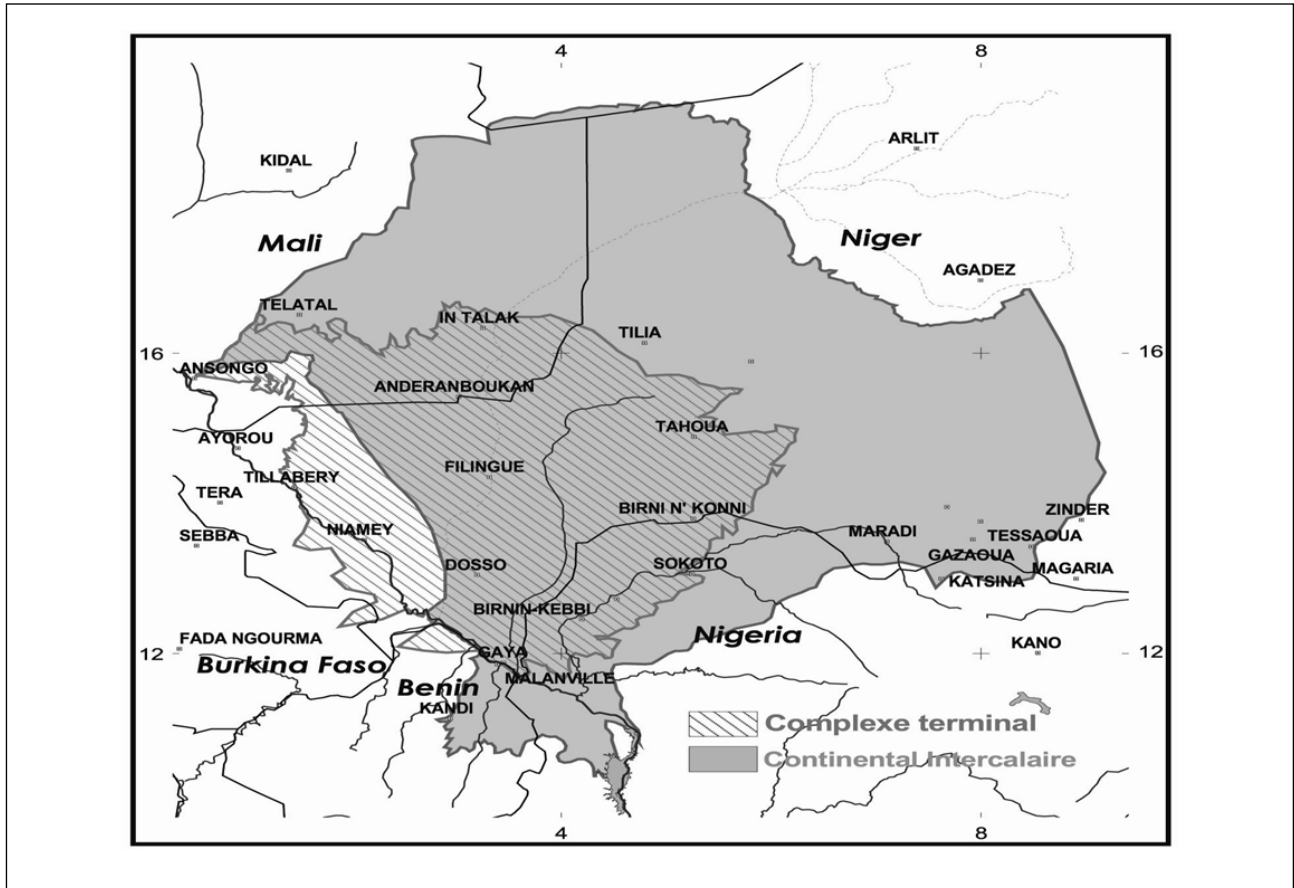 4 8
KIDAL
ARLIT
Mali
Niger
AGADEZ
TELATAL
IN TALAK
TILIA
16 16
ANSONGO
ANDERANBOUKAN
TAHOUA
AYOROU
FILINGUE
TILLABERY
TERA
BIRNI N' KONNI
ZINDER
NIAMEY
MARADI
SEBBA
TESSAOUA
GAZAOUA
DOSSO
SOKOTO
MAGARIA
KATSINA
BIRNIN-KEBBI
Nigeria
FADA NGOURMA
KANO
12 12
GAYA
Burkina Faso
MALANVILLE
Benin
KANDI
Complexe terminal
Continental Intercalaire
4 8